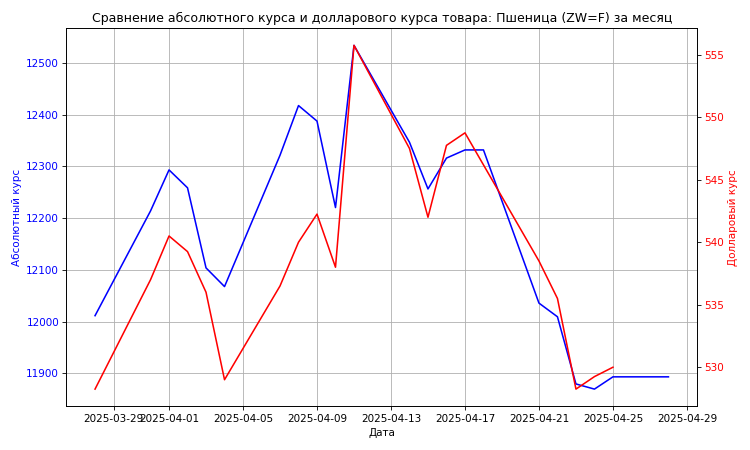 Сравнение абсолютного курса и долларового курса товара: Пшеница (ZW=F) за месяц
Абсолютный курс
12500
12400
12300
12200
12100
12000
11900
555
550
545
540
535
530
Долларовый курс
2025-03-29 2025-04-01 2025-04-05 2025-04-09 2025-04-13 2025-04-17 2025-04-21 2025-04-25 2025-04-29
Дата